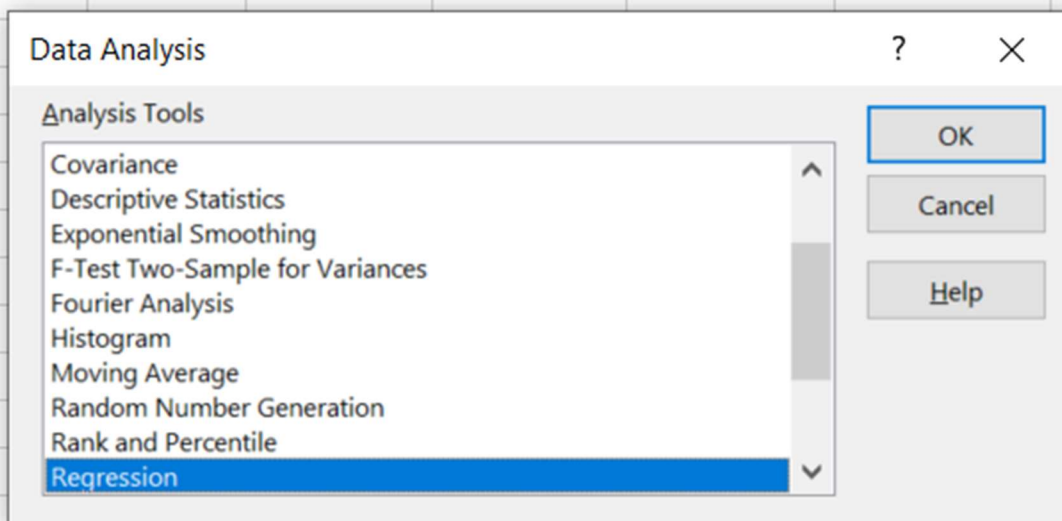 Data Analysis
?
Analysis Tools
Covariance
Descriptive Statistics
Exponential Smoothing
F-Test Two-Sample for Variances
Fourier Analysis
Histogram
Moving Average
Random Number Generation
Rank and Percentile
Regression
OK
Cancel
Help